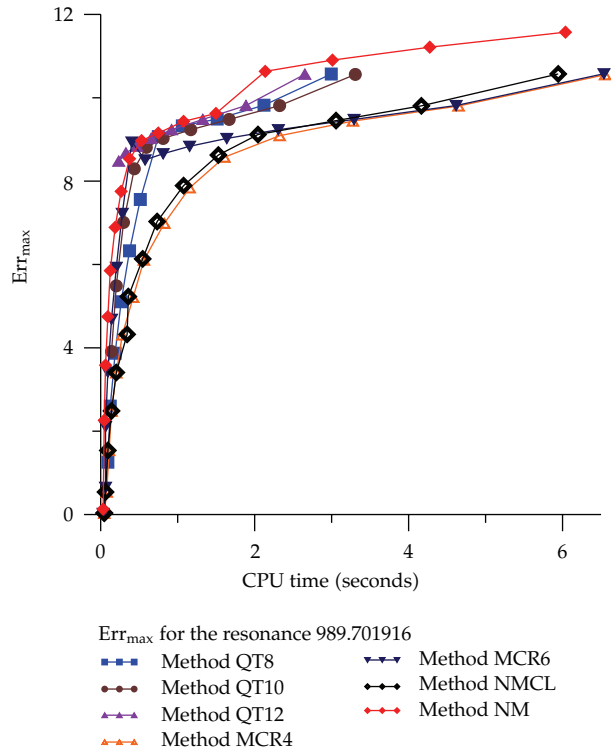 12
8
4
0
Err_max
0
2
4
6
CPU time (seconds)
Err_max for the resonance 989.701916
Method QT8
Method QT10
Method QT12
Method MCR4
Method MCR6
Method NMCL
Method NM